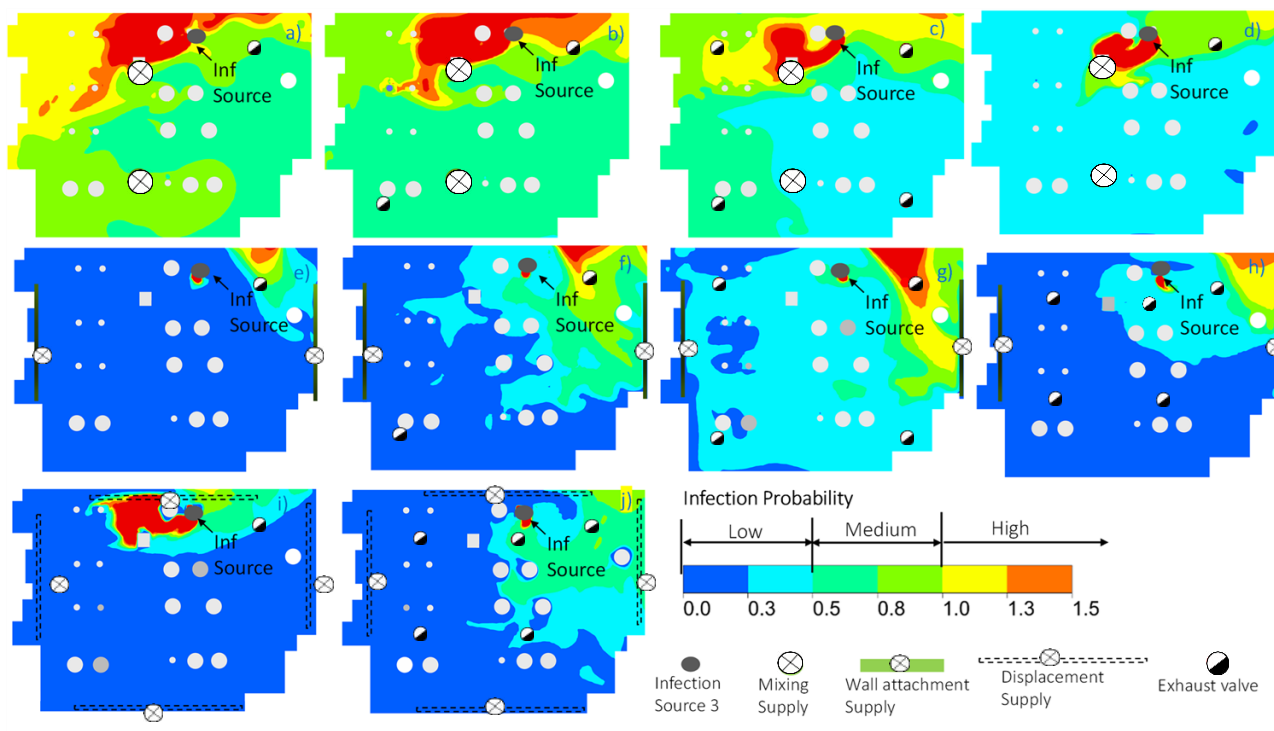 a)
Inf
Source
b)
Inf
Source
c)
Inf
Source
d)
Inf
Source
e)
Inf
Source
f)
Inf
Source
g)
Inf
Source
h)
Inf
Source
i)
Inf
Source
j)
Inf
Source
Infection Probability
Low Medium High
0.0 0.3 0.5 0.8 1.0 1.3 1.5
Infection
Source 3
Mixing
Supply
Wall attachment
Supply
Displacement
Supply
Exhaust valve